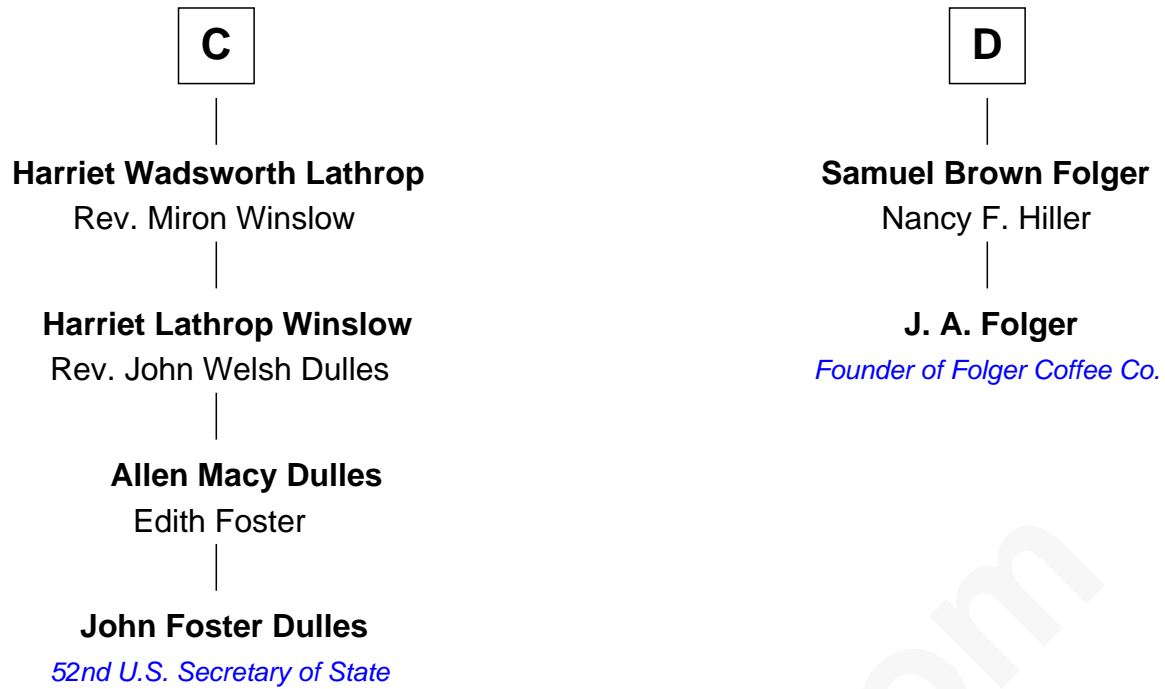 C
Harriet Wadsworth Lathrop
Rev. Miron Winslow
Harriet Lathrop Winslow
Rev. John Welsh Dulles
Allen Macy Dulles
Edith Foster
John Foster Dulles
52nd U.S. Secretary of State
D
Samuel Brown Folger
Nancy F. Hiller
J. A. Folger
Founder of Folger Coffee Co.
om